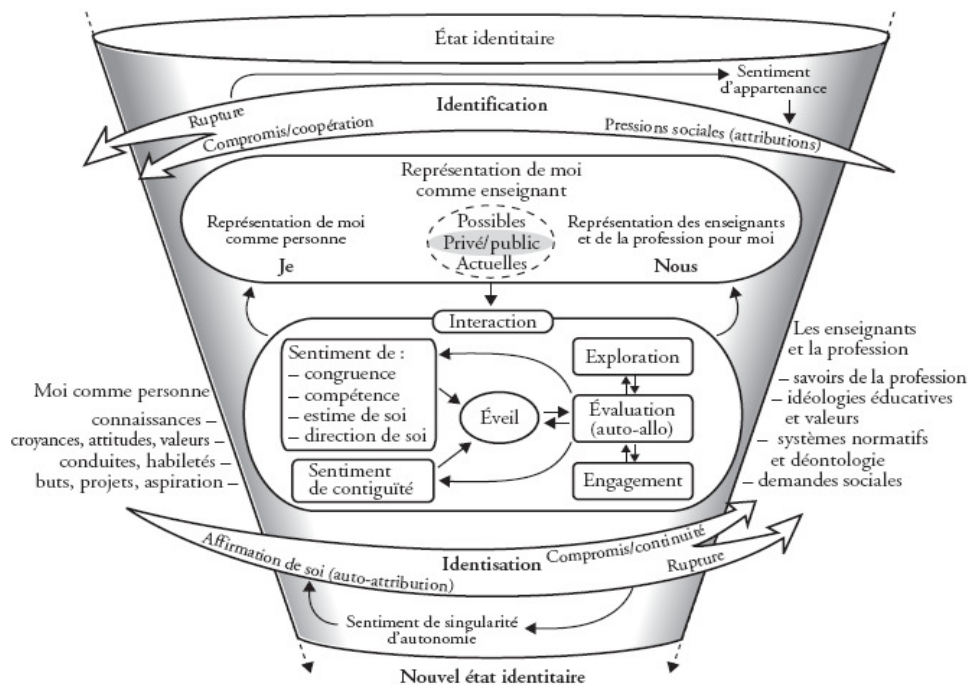 État identitaire
Sentiment
d'appartenance
Rupture
Identification
Compromis/coopération
Pressions sociales (attributions)
Représentation de moi
comme enseignant
Représentation de moi
comme personne
Je
Possibles
Privé/public
Actuelles
Représentation des enseignants
et de la profession pour moi
Nous
Interaction
Sentiment de :
– congruence
– compétence
– estime de soi
– direction de soi
Sentiment
de contiguïté
Éveil
Exploration
Évaluation
(auto-allo)
Engagement
Moi comme personne
connaissances –
croyances, attitudes, valeurs –
conduites, habiletés –
buts, projets, aspiration –
Les enseignants
et la profession
– savoirs de la profession
– idéologies éducatives
et valeurs
– systèmes normatifs
et déontologie
– demandes sociales
Affirmation de soi (auto-attribution)
Identisation
Compromis/continuité
Rupture
Sentiment de singularité
d'autonomie
Nouvel état identitaire